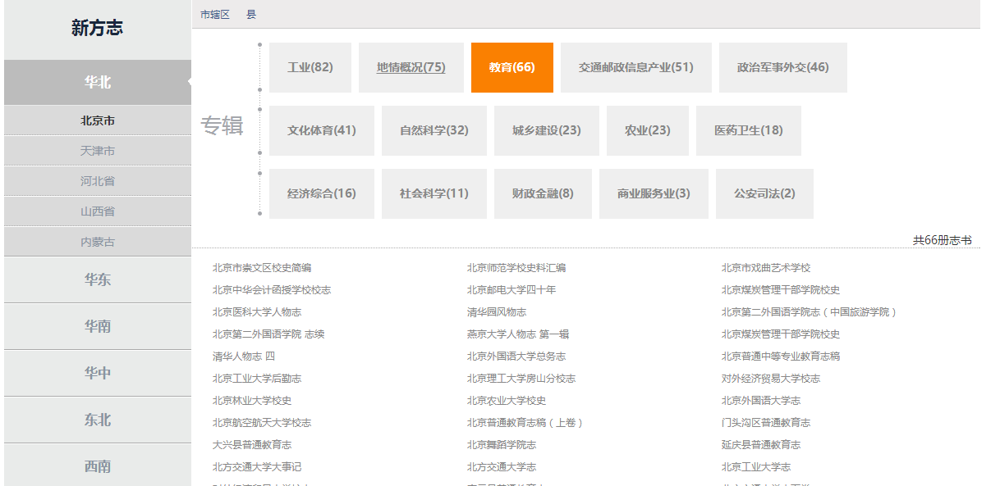 新方志
华北
北京市
天津市
河北省
山西省
内蒙古
华东
华南
华中
东北
西南
市辖区 县
专辑
工业(82) 地情概况(75) 教育(66) 交通邮政信息产业(51) 政治军事外交(46)
文化体育(41) 自然科学(32) 城乡建设(23) 农业(23) 医药卫生(18)
经济综合(16) 社会科学(11) 财政金融(8) 商业服务业(3) 公安司法(2)
共66册志书
北京市崇文区校史简编 北京师范学校史料汇编 北京市戏曲艺术学校
北京中华会计函授学校校志 北京邮电大学四十年 北京煤炭管理干部学院校史
北京医科大学人物志 清华园风物志 北京第二外国语学院志（中国旅游学院）
北京第二外国语学院 志续 燕京大学人物志 第一辑 北京煤炭管理干部学院校史
清华人物志 四 北京外国语大学总务志 北京普通中等专业教育志稿
北京工业大学后勤志 北京理工大学房山分校志 对外经济贸易大学校志
北京林业大学校史 北京农业大学校史 北京外国语大学志
北京航空航天大学校志 北京普通教育志稿（上卷） 门头沟区普通教育志
大兴县普通教育志 北京舞蹈学院志 延庆县普通教育志
北方交通大学大事记 北方交通大学志 北京工业大学志